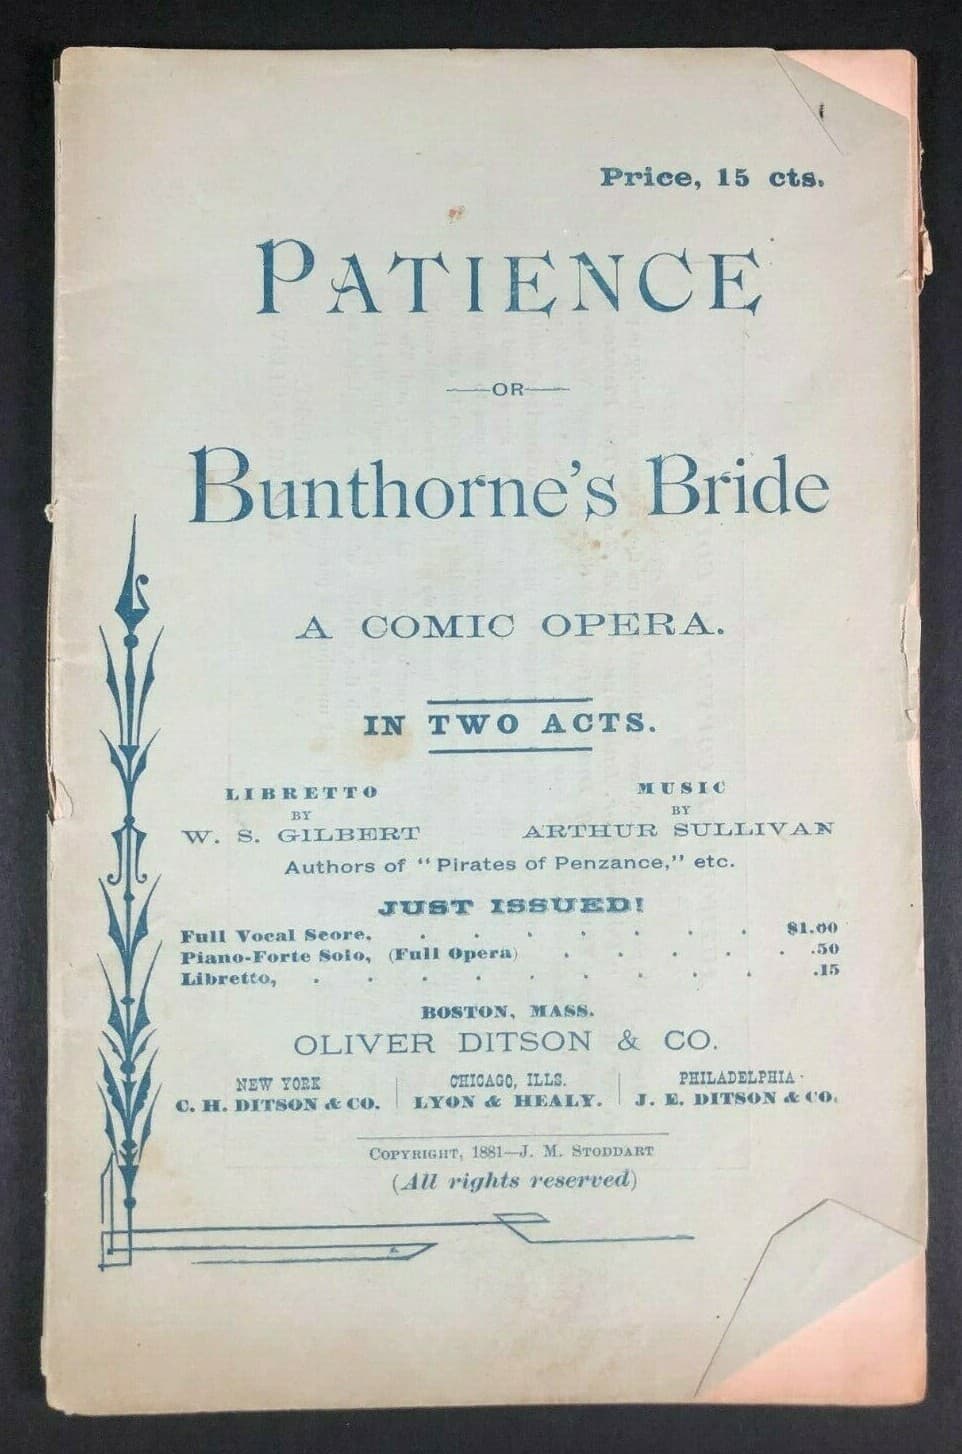 Price, 15 cts.
PATIENCE
OR
Bunthorne's Bride
A COMIC OPERA.
IN TWO ACTS.
LIBRETTO
BY
W. S. GILBERT
MUSIC
BY
ARTHUR SULLIVAN
Authors of "Pirates of Penzance," etc.
JUST ISSUED!
Full Vocal Score, . . . . . . . $1.00
Piano-Forte Solo, (Full Opera) . . . . . .50
Libretto, . . . . . . . . . .15
BOSTON, MASS.
OLIVER DITSON & CO.
NEW YORK
C. H. DITSON & CO.
CHICAGO, ILLS.
LYON & HEALY.
PHILADELPHIA
J. E. DITSON & CO.
COPYRIGHT, 1881—J. M. STODDART
(All rights reserved)